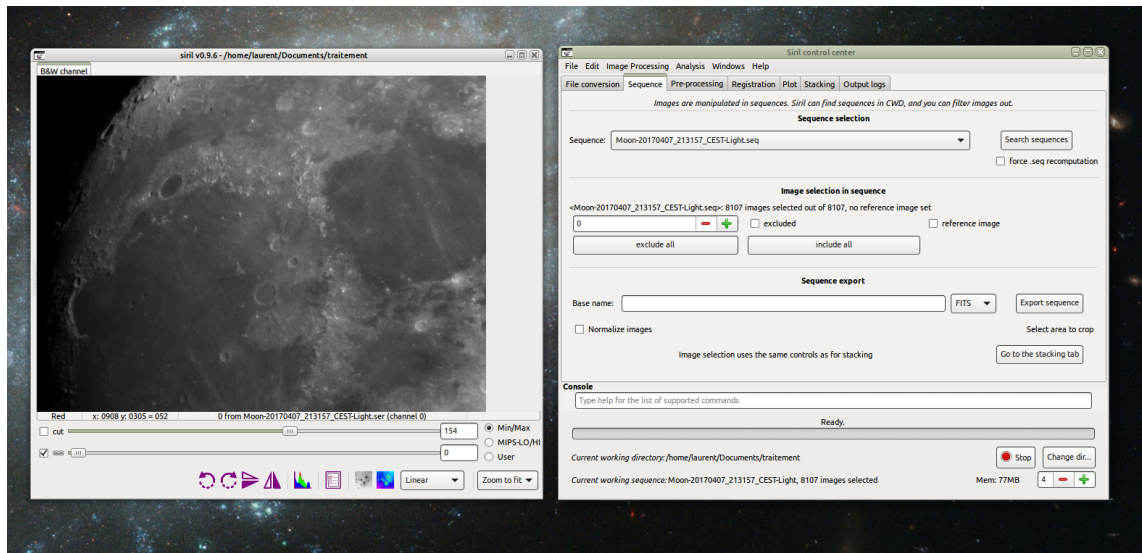 siril v0.9.6 - /home/laurent/Documents/traitement
B&W channel
Red x: 0908 y: 0305 = 052 0 from Moon-20170407_213157_CEST-Light.ser (channel 0)
cut 154 Min/Max
MIPS-LO/HI
0 User
Linear Zoom to fit
Siril control center
File Edit Image Processing Analysis Windows Help
File conversion Sequence Pre-processing Registration Plot Stacking Output logs
Images are manipulated in sequences. Siril can find sequences in CWD, and you can filter images out.
Sequence selection
Sequence: Moon-20170407_213157_CEST-Light.seq Search sequences
force .seq recomputation
Image selection in sequence
<Moon-20170407_213157_CEST-Light.seq>: 8107 images selected out of 8107, no reference image set
0 excluded reference image
exclude all include all
Sequence export
Base name: FITS Export sequence
Normalize images Select area to crop
Image selection uses the same controls as for stacking Go to the stacking tab
Console
Type help for the list of supported commands
Ready.
Current working directory: /home/laurent/Documents/traitement Stop Change dir...
Current working sequence: Moon-20170407_213157_CEST-Light, 8107 images selected Mem: 77MB 4